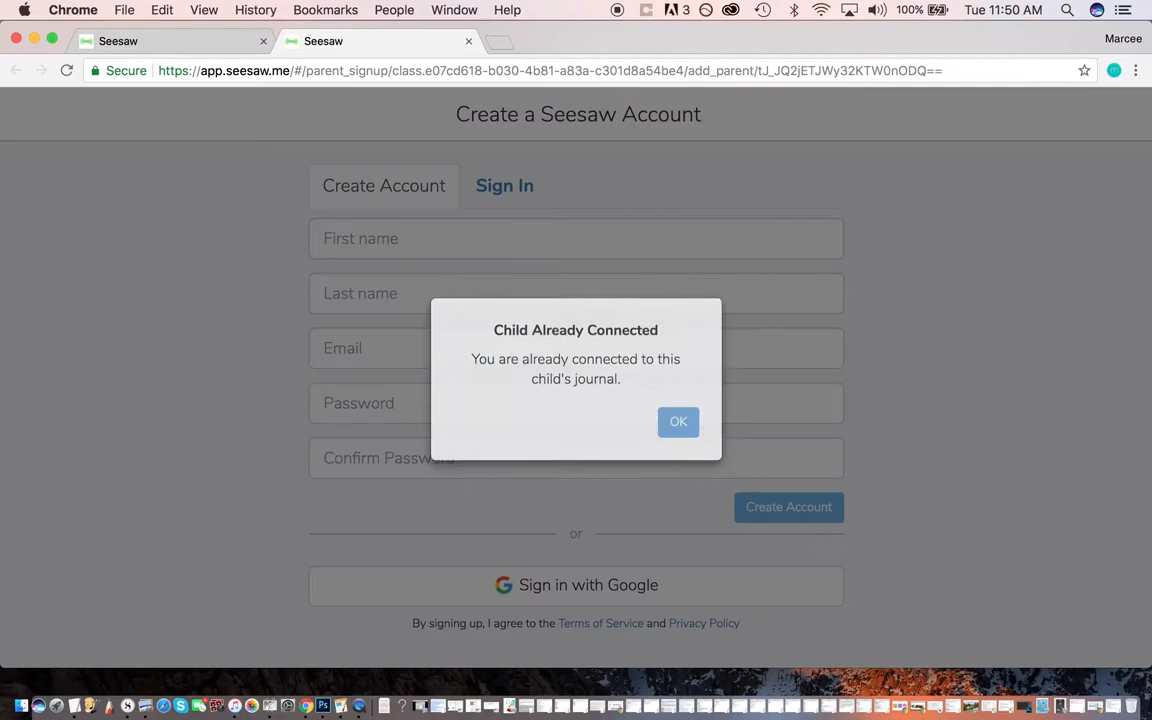 Chrome File Edit View History Bookmarks People Window Help 3 100% Tue 11:50 AM
Seesaw Seesaw Marcee
Secure https://app.seesaw.me/#/parent_signup/class.e07cd618-b030-4b81-a83a-c301d8a54be4/add_parent/tJ_JQ2jETJWy32KTW0nODQ==
Create a Seesaw Account
Create Account Sign In
First name
Last name
Email
Password
Confirm Password
Child Already Connected
You are already connected to this
child's journal.
OK
Create Account
or
Sign in with Google
By signing up, I agree to the Terms of Service and Privacy Policy